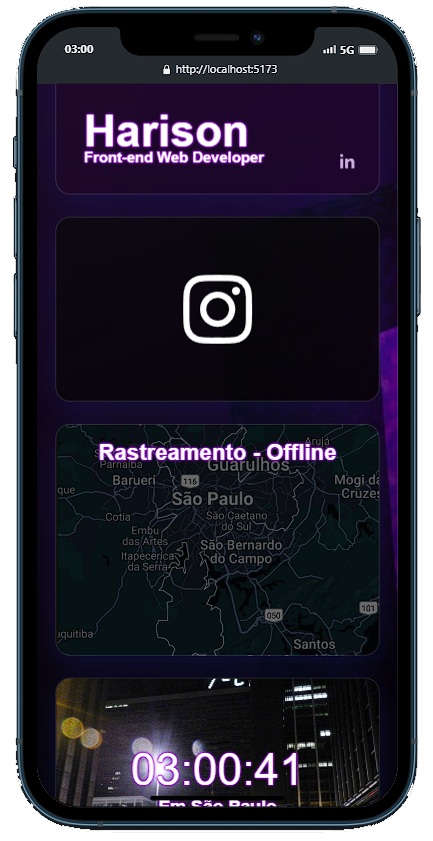 03:00
5G
http://localhost:5173
Harison
Front-end Web Developer
in
Rastreamento - Offline
Arujá
Parnaíba
Guarulhos
Barueri
116
Mogi da
Cruzes
que
São Paulo
Cotia
São Caetano
do Sul
Embu
das Artes
São Bernardo
do Campo
Itapecerica
da Serra
050
101
uquitiba
Santos
03:00:41
Em São Paulo